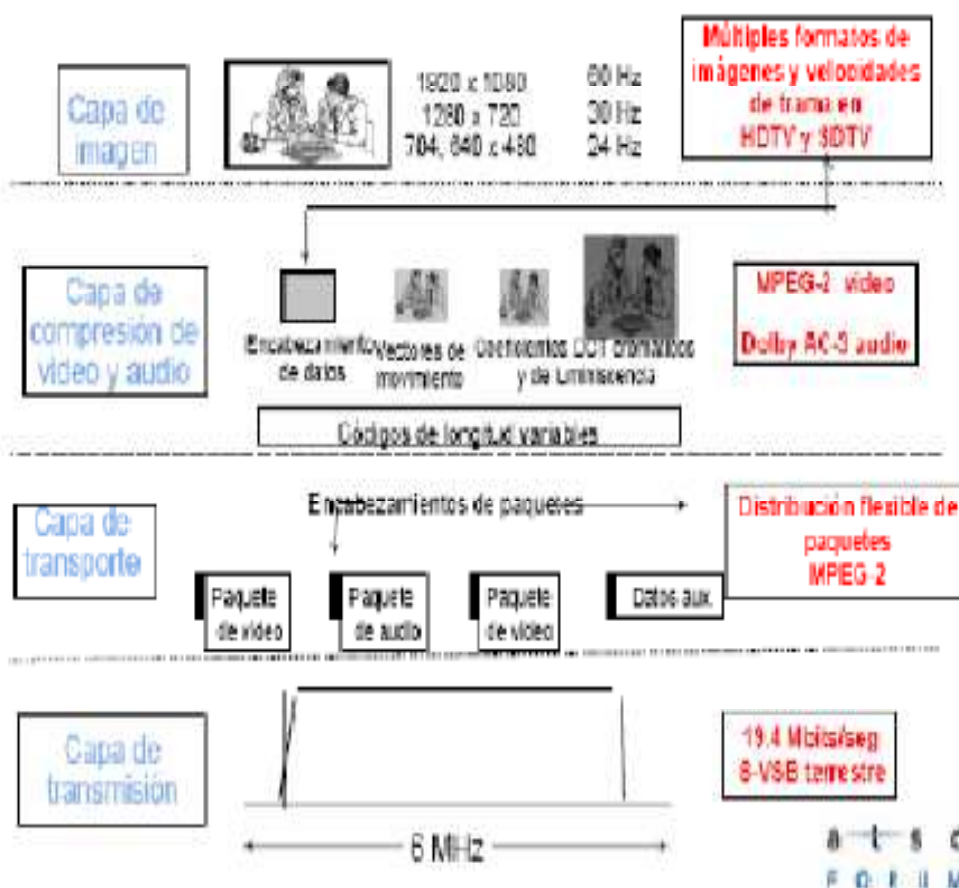 Múltiples formatos de
imágenes y velocidades
de trama en
HDTV y SDTV
Capa de
imagen
1920 x 1080
1280 x 720
704, 640 x 480
60 Hz
30 Hz
24 Hz
Capa de
compresión de
video y audio
Encabezamiento
de datos
Vectores de
movimiento
Coeficientes DCT cromáticos
y de luminiscencia
MPEG-2 video
Dolby AC-3 audio
Códigos de longitud variables
Capa de
transporte
Encabezamientos de paquetes
Distribución flexible de
paquetes
MPIEG-2
Paquete
de video
Paquete
de audio
Paquete
de video
Datos aux.
Capa de
transmisión
19.4 Mbits/seg
8-VSB terrestre
6 MHz
a t s c
F O R U M